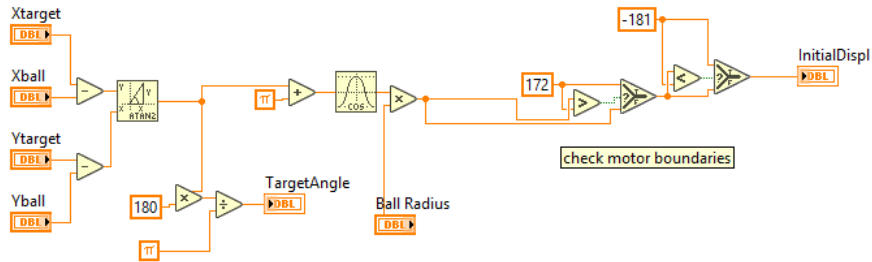 Xtarget
DBL
Xball
DBL
Y
X
Y
X
ATAN2
Ytarget
DBL
Yball
DBL
π
COS
180
π
TargetAngle
DBL
Ball Radius
DBL
172
>
?
T
F
-181
<
?
T
F
InitialDispl
DBL
check motor boundaries